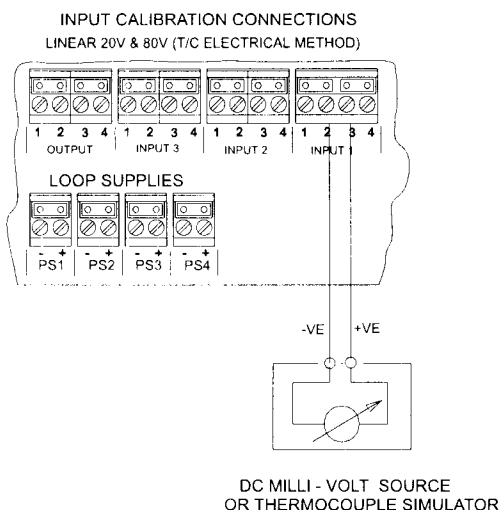 INPUT CALIBRATION CONNECTIONS
LINEAR 20V & 80V (T/C ELECTRICAL METHOD)
1 2 3 4 1 2 3 4 1 2 3 4 1 2 3 4
OUTPUT INPUT 3 INPUT 2 INPUT 1
LOOP SUPPLIES
- + - + - + - +
PS1 PS2 PS3 PS4
-VE +VE
DC MILLI - VOLT SOURCE
OR THERMOCOUPLE SIMULATOR